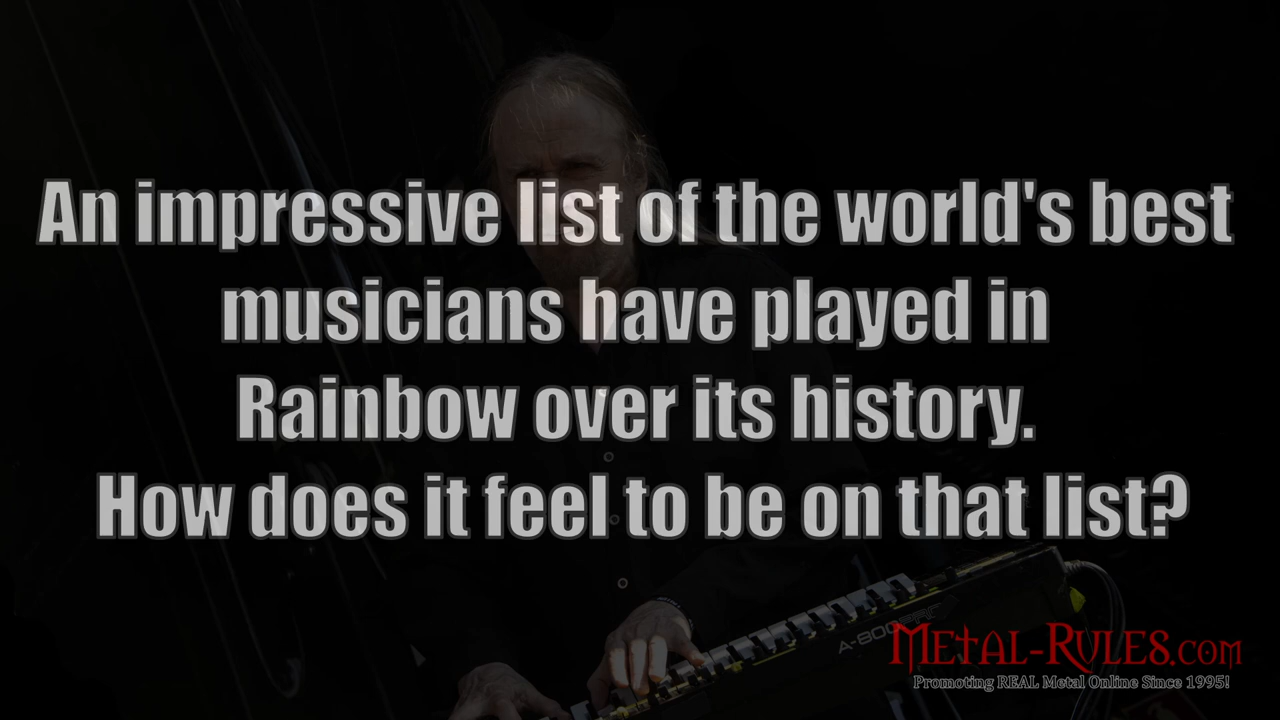 An impressive list of the world's best
musicians have played in
Rainbow over its history.
How does it feel to be on that list?
A-800PRO
METAL-RULES.COM
Promoting REAL Metal Online Since 1995!